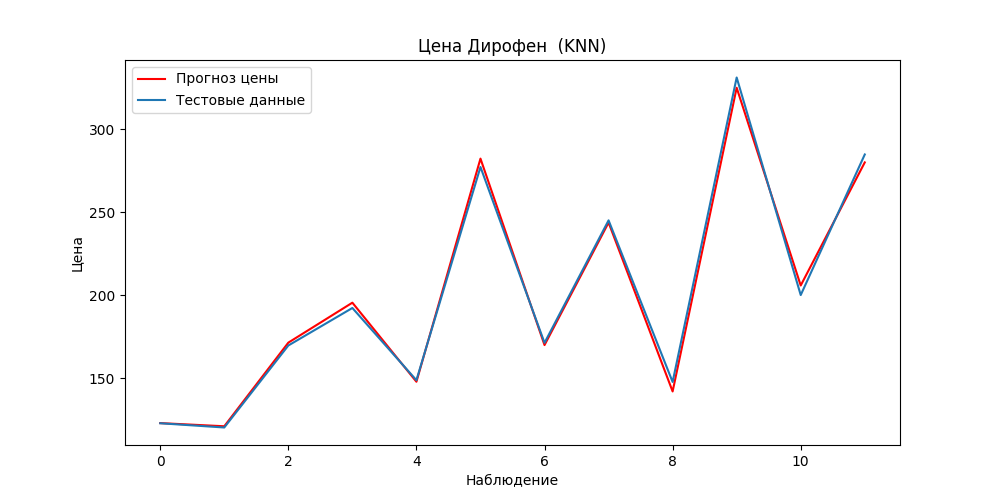 Цена Дирофен  (KNN)
Прогноз цены
Тестовые данные
300
250
200
150
Цена
0 2 4 6 8 10
Наблюдение